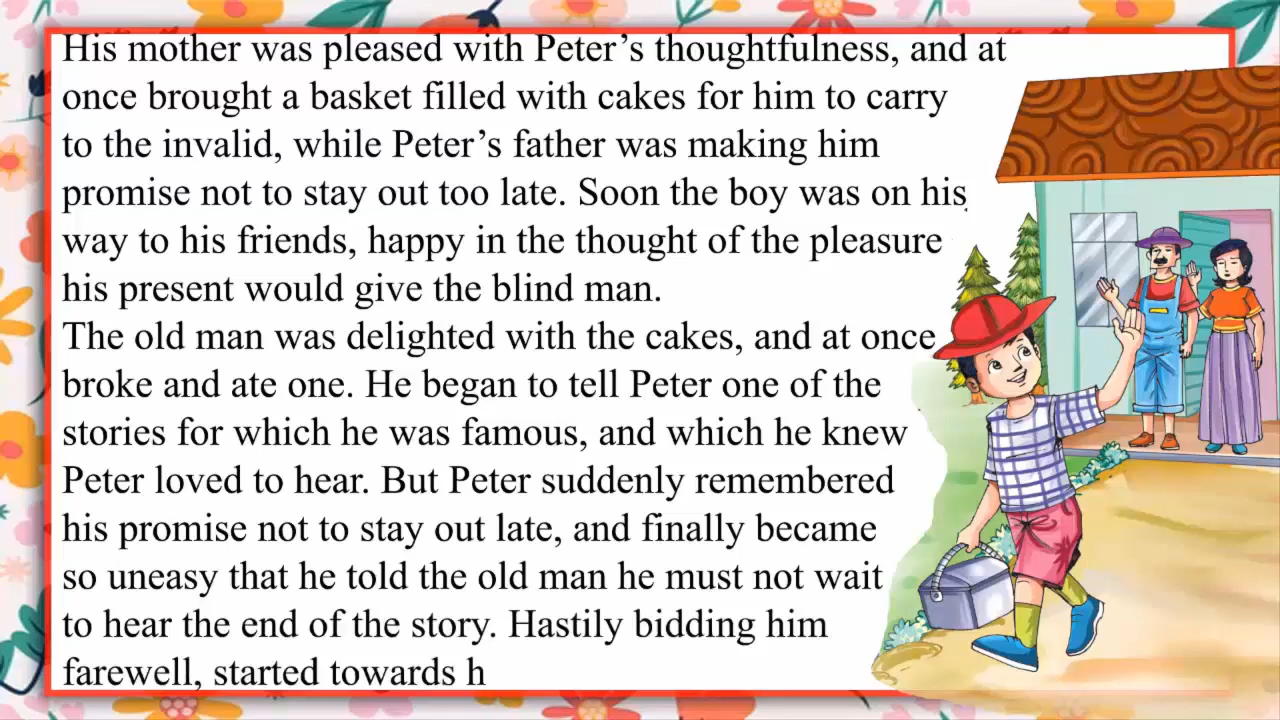 His mother was pleased with Peter’s thoughtfulness, and at
once brought a basket filled with cakes for him to carry
to the invalid, while Peter’s father was making him
promise not to stay out too late. Soon the boy was on his
way to his friends, happy in the thought of the pleasure
his present would give the blind man.
The old man was delighted with the cakes, and at once
broke and ate one. He began to tell Peter one of the
stories for which he was famous, and which he knew
Peter loved to hear. But Peter suddenly remembered
his promise not to stay out late, and finally became
so uneasy that he told the old man he must not wait
to hear the end of the story. Hastily bidding him
farewell, started towards h